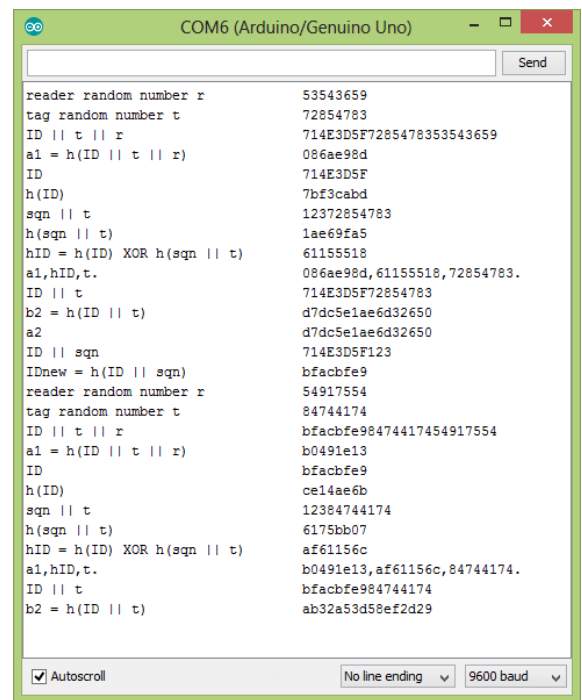 COM6 (Arduino/Genuino Uno)
Send
reader random number r 53543659
tag random number t 72854783
ID || t || r 714E3D5F7285478353543659
a1 = h(ID || t || r) 086ae98d
ID 714E3D5F
h(ID) 7bf3cabd
sqn || t 12372854783
h(sqn || t) 1ae69fa5
hID = h(ID) XOR h(sqn || t) 61155518
a1,hID,t. 086ae98d,61155518,72854783.
ID || t 714E3D5F72854783
b2 = h(ID || t) d7dc5e1ae6d32650
a2 d7dc5e1ae6d32650
ID || sqn 714E3D5F123
IDnew = h(ID || sqn) bfacbfe9
reader random number r 54917554
tag random number t 84744174
ID || t || r bfacbfe98474417454917554
a1 = h(ID || t || r) b0491e13
ID bfacbfe9
h(ID) ce14ae6b
sqn || t 12384744174
h(sqn || t) 6175bb07
hID = h(ID) XOR h(sqn || t) af61156c
a1,hID,t. b0491e13,af61156c,84744174.
ID || t bfacbfe984744174
b2 = h(ID || t) ab32a53d58ef2d29
Autoscroll No line ending 9600 baud